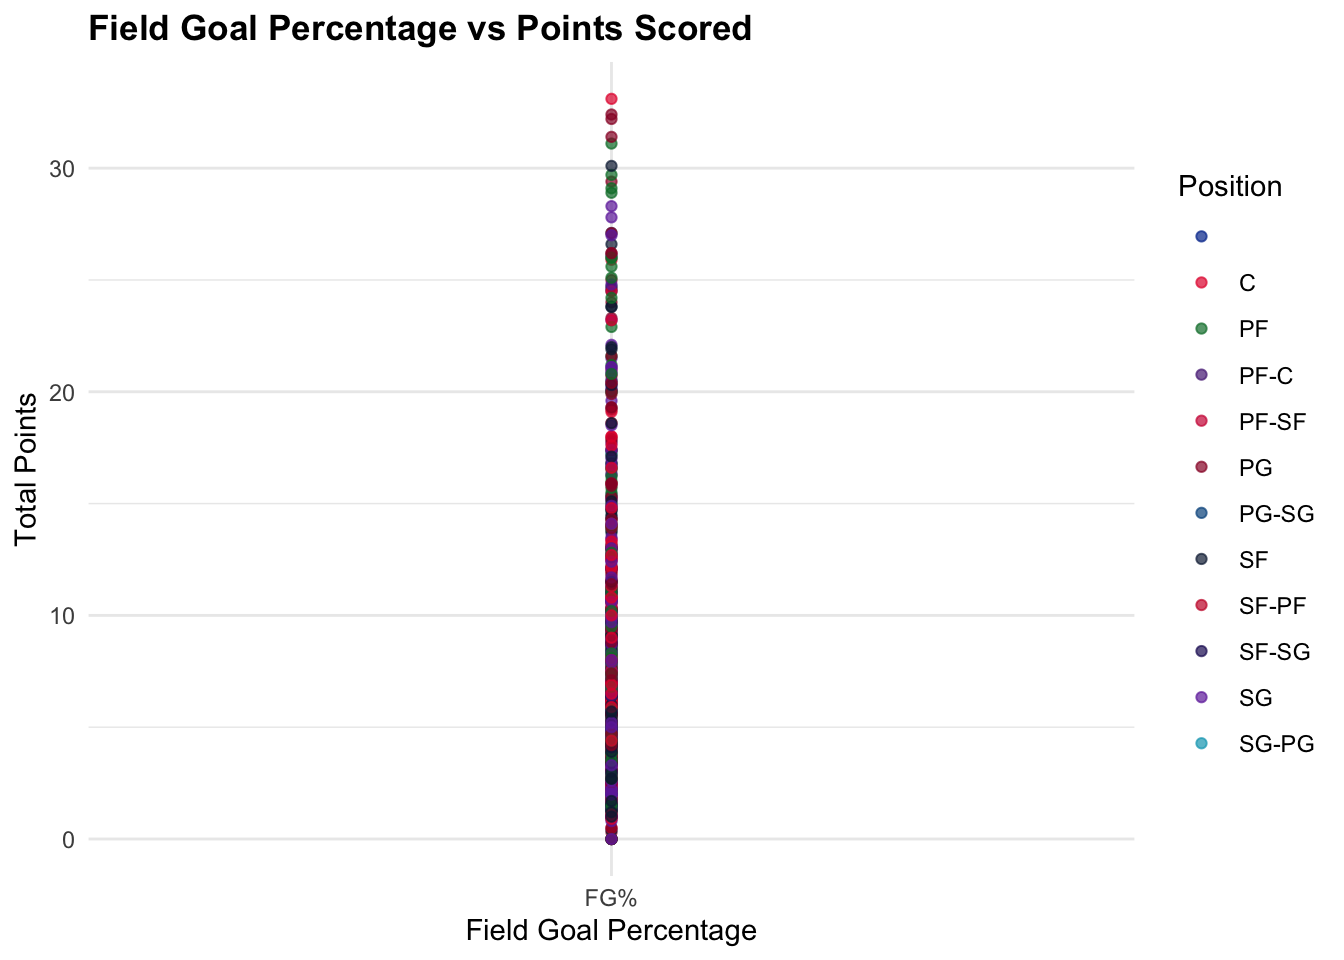 Field Goal Percentage vs Points Scored
30
20
10
0
Total Points
FG%
Field Goal Percentage
Position
C
PF
PF-C
PF-SF
PG
PG-SG
SF
SF-PF
SF-SG
SG
SG-PG